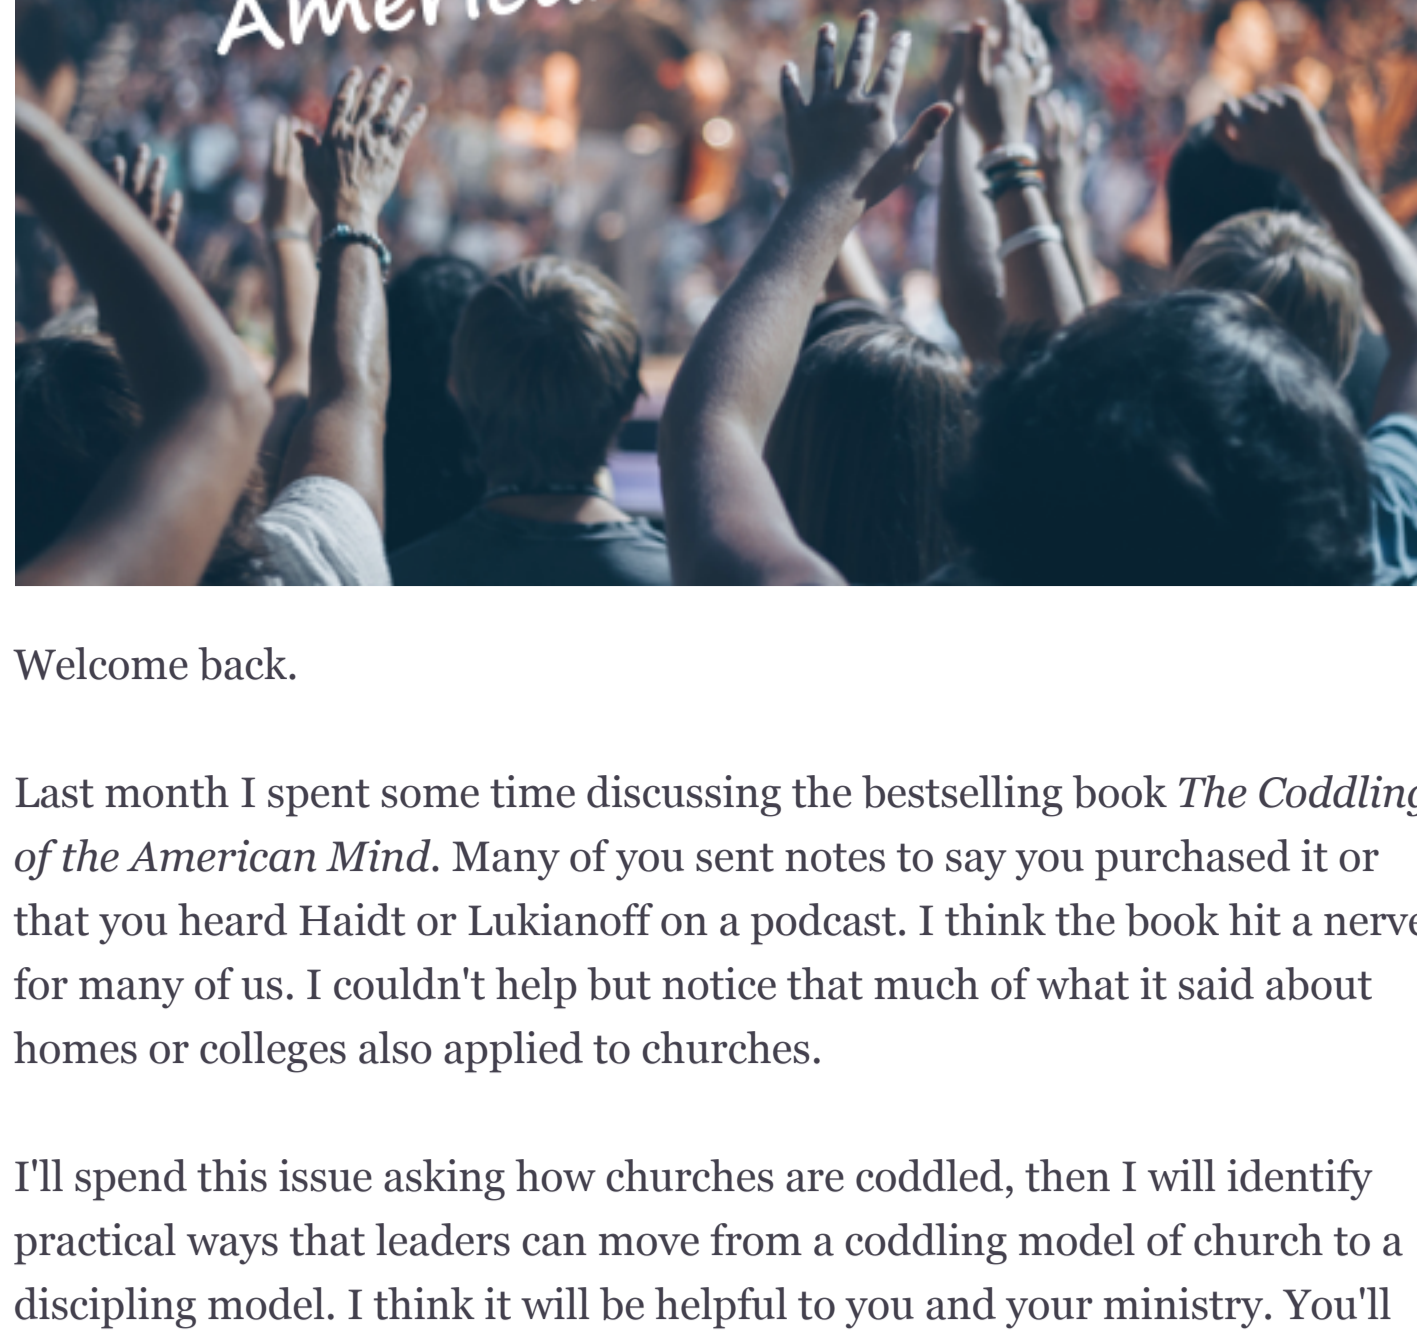 Welcome back.
Last month I spent some time discussing the bestselling book The Coddling
of the American Mind. Many of you sent notes to say you purchased it or
that you heard Haidt or Lukianoff on a podcast. I think the book hit a nerve
for many of us. I couldn't help but notice that much of what it said about
homes or colleges also applied to churches.
I'll spend this issue asking how churches are coddled, then I will identify
practical ways that leaders can move from a coddling model of church to a
discipling model. I think it will be helpful to you and your ministry. You'll